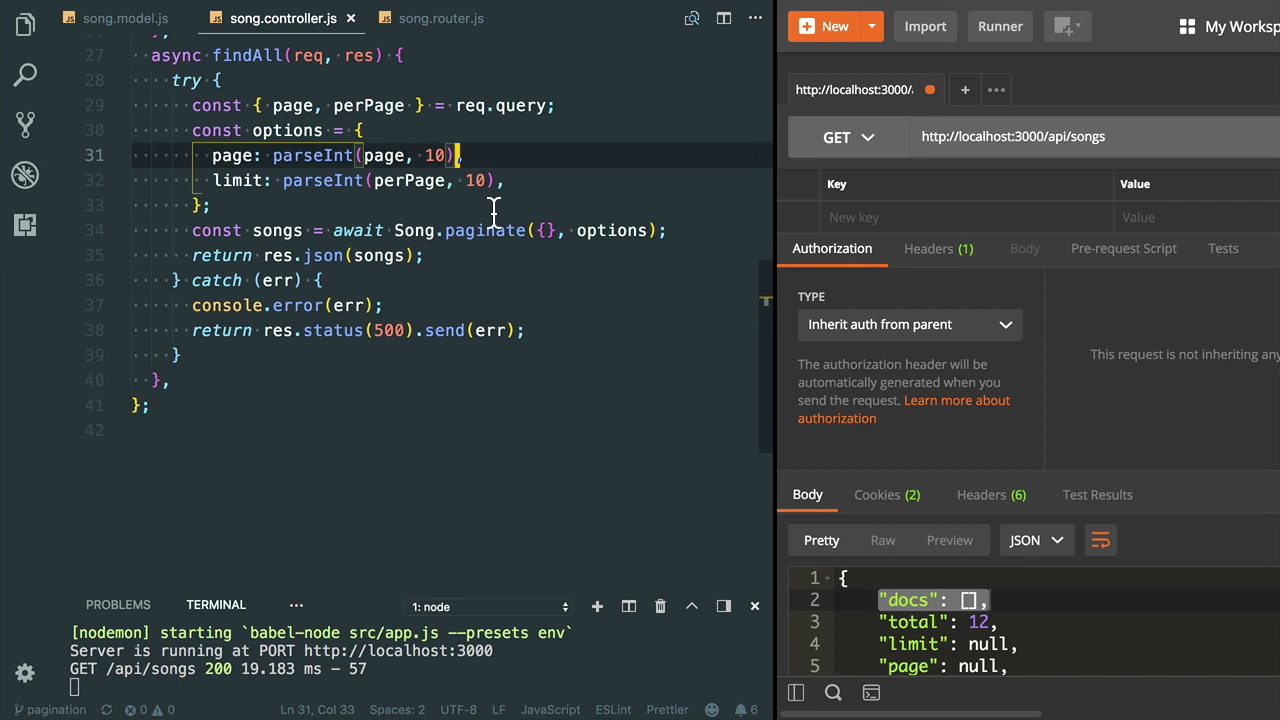 song.model.js
song.controller.js
song.router.js
27 async findAll(req, res) {
28 try {
29 const { page, perPage } = req.query;
30 const options = {
31 page: parseInt(page, 10),
32 limit: parseInt(perPage, 10),
33 };
34 const songs = await Song.paginate({}, options);
35 return res.json(songs);
36 } catch (err) {
37 console.error(err);
38 return res.status(500).send(err);
39 }
40 },
41 };
42
PROBLEMS TERMINAL ··· 1: node
[nodemon] starting `babel-node src/app.js --presets env`
Server is running at PORT http://localhost:3000
GET /api/songs 200 19.183 ms - 57
pagination 0 0 Ln 31, Col 33 Spaces: 2 UTF-8 LF JavaScript ESLint Prettier 6
New Import Runner My Worksp
http://localhost:3000/
GET http://localhost:3000/api/songs
Key Value
New key Value
Authorization Headers (1) Body Pre-request Script Tests
TYPE
Inherit auth from parent
The authorization header will be
automatically generated when you
send the request. Learn more about
authorization
This request is not inheriting any
Body Cookies (2) Headers (6) Test Results
Pretty Raw Preview JSON
1 {
2 "docs": [],
3 "total": 12,
4 "limit": null,
5 "page": null,